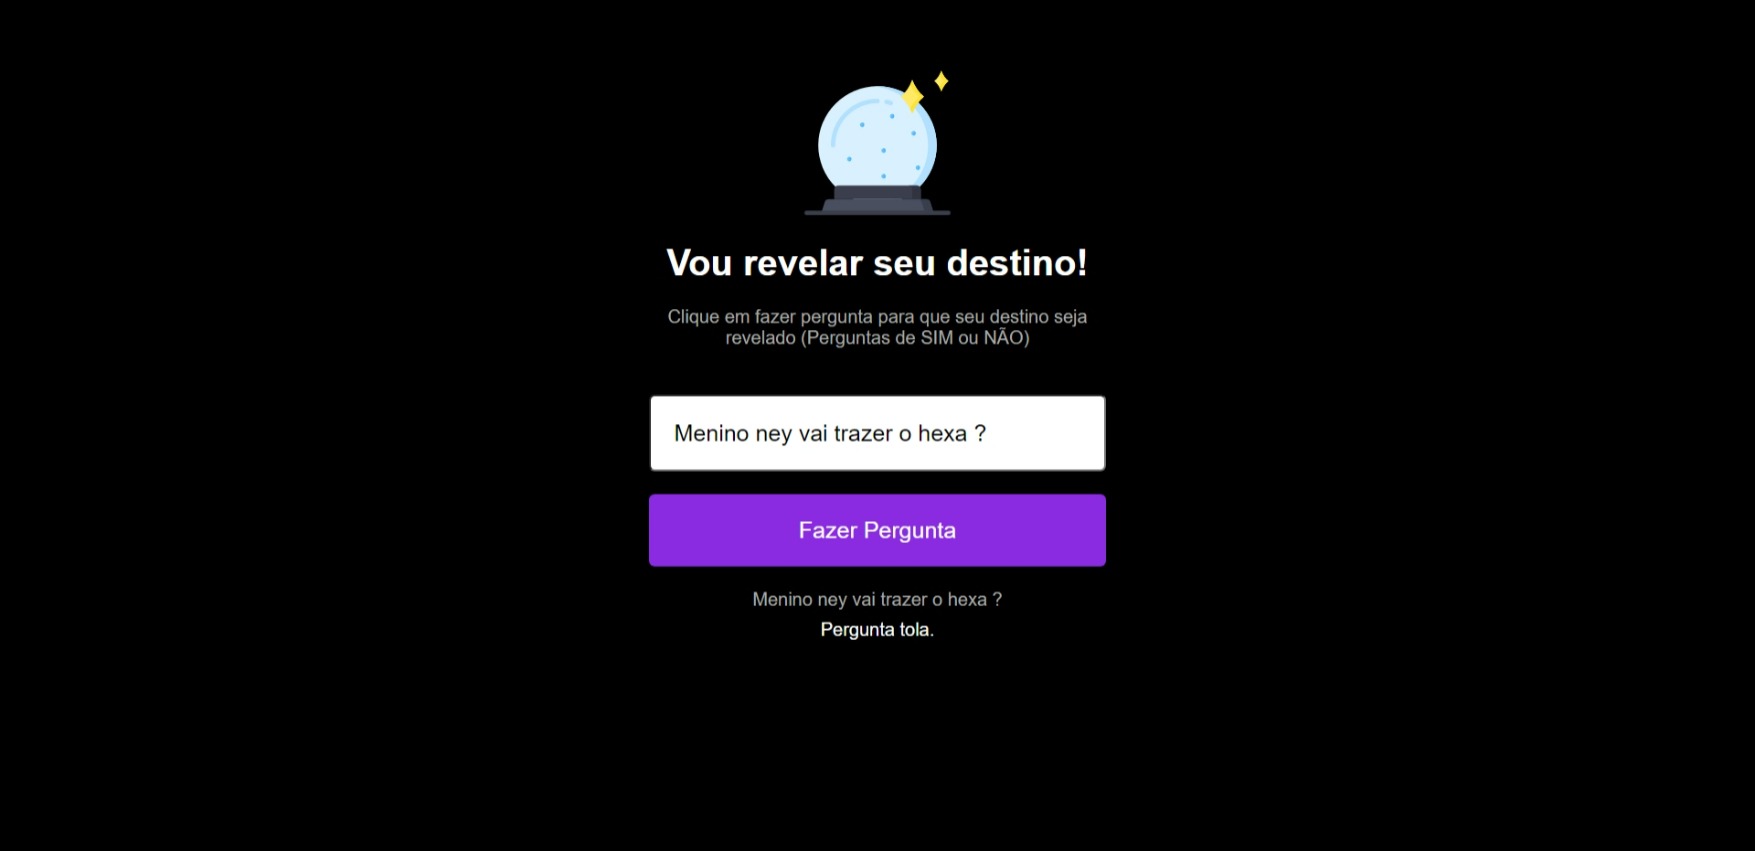 Vou revelar seu destino!
Clique em fazer pergunta para que seu destino seja
revelado (Perguntas de SIM ou NÃO)
Menino ney vai trazer o hexa ?
Fazer Pergunta
Menino ney vai trazer o hexa ?
Pergunta tola.